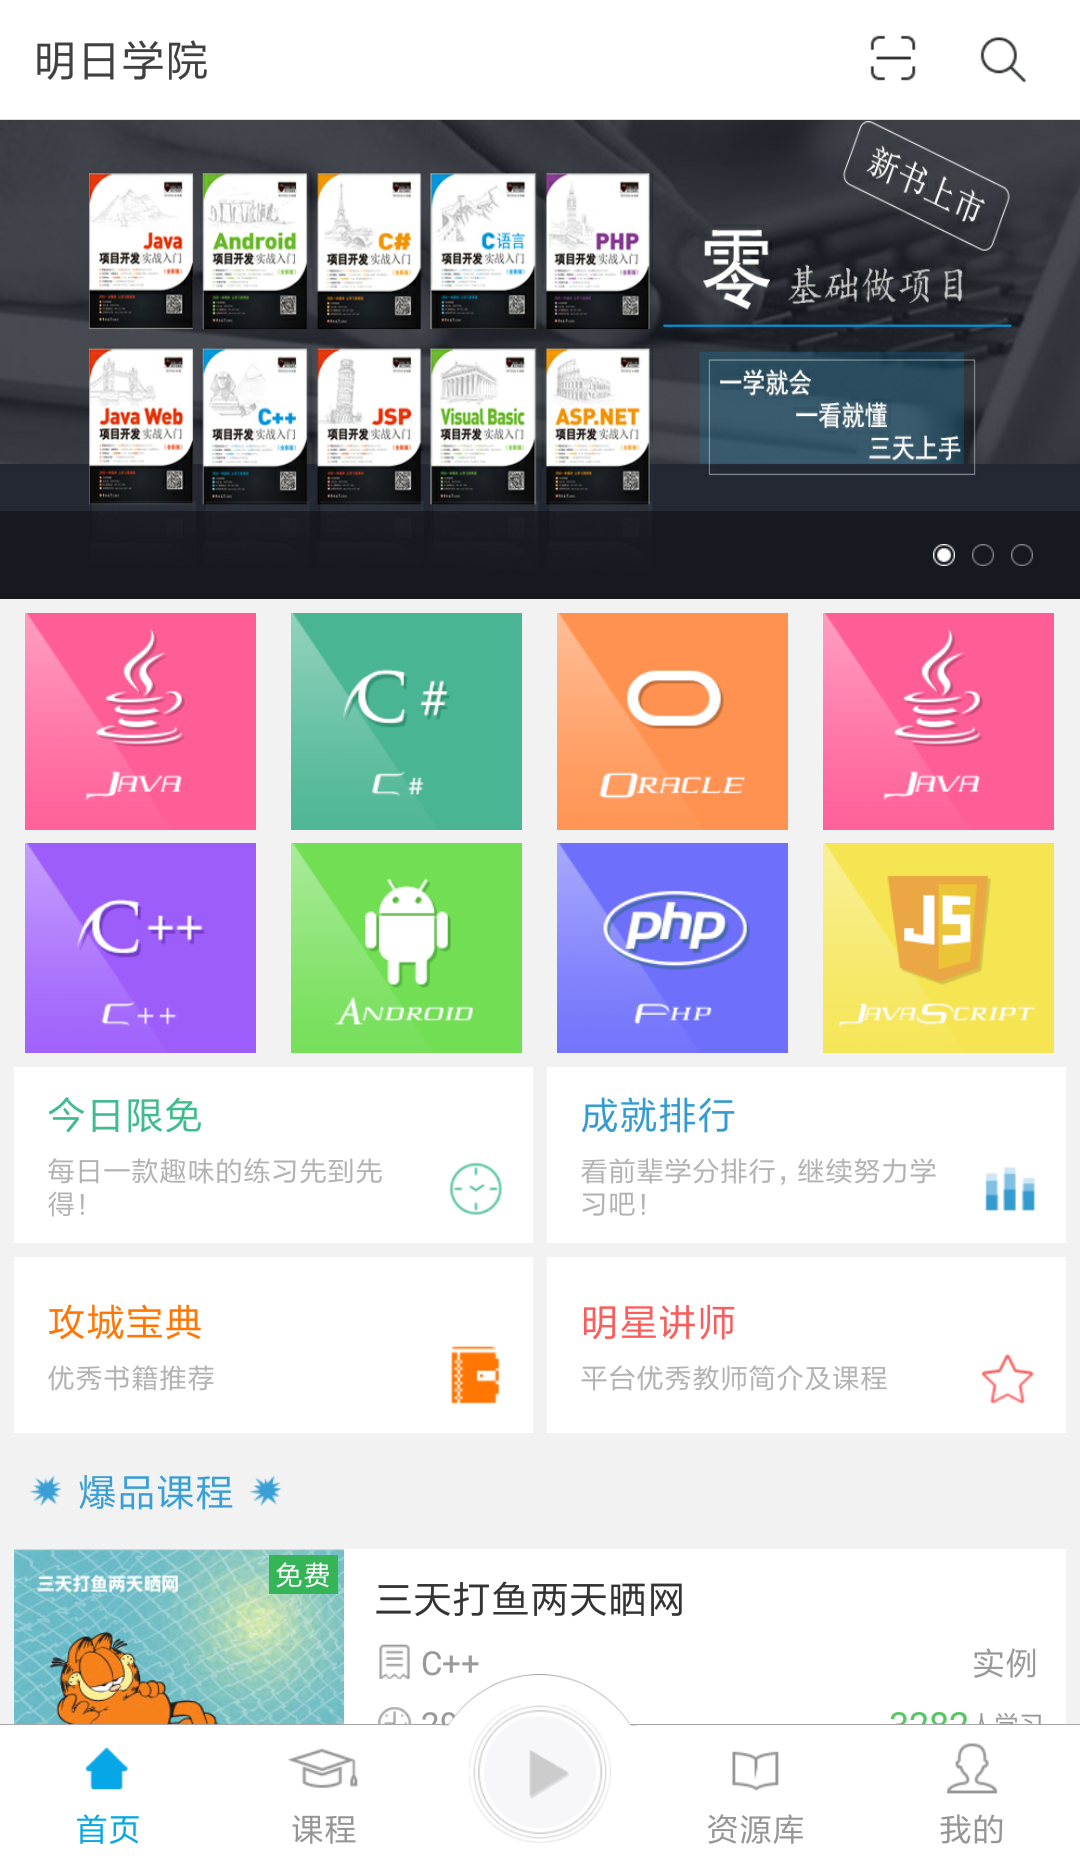 明日学院
新书上市
零基础做项目
一学就会
一看就懂
三天上手
Java
项目开发实战入门
Android
项目开发实战入门
C#
项目开发实战入门
C语言
项目开发实战入门
PHP
项目开发实战入门
Java Web
项目开发实战入门
C++
项目开发实战入门
JSP
项目开发实战入门
Visual Basic
项目开发实战入门
ASP.NET
项目开发实战入门
JAVA
C #
C #
ORACLE
JAVA
C++
C++
ANDROID
php
PHP
JS
JAVASCRIPT
今日限免
每日一款趣味的练习先到先
得！
成就排行
看前辈学分排行，继续努力学
习吧！
攻城宝典
优秀书籍推荐
明星讲师
平台优秀教师简介及课程
爆品课程
三天打鱼两天晒网
免费
三天打鱼两天晒网
C++
实例
3282人学习
首页
课程
资源库
我的